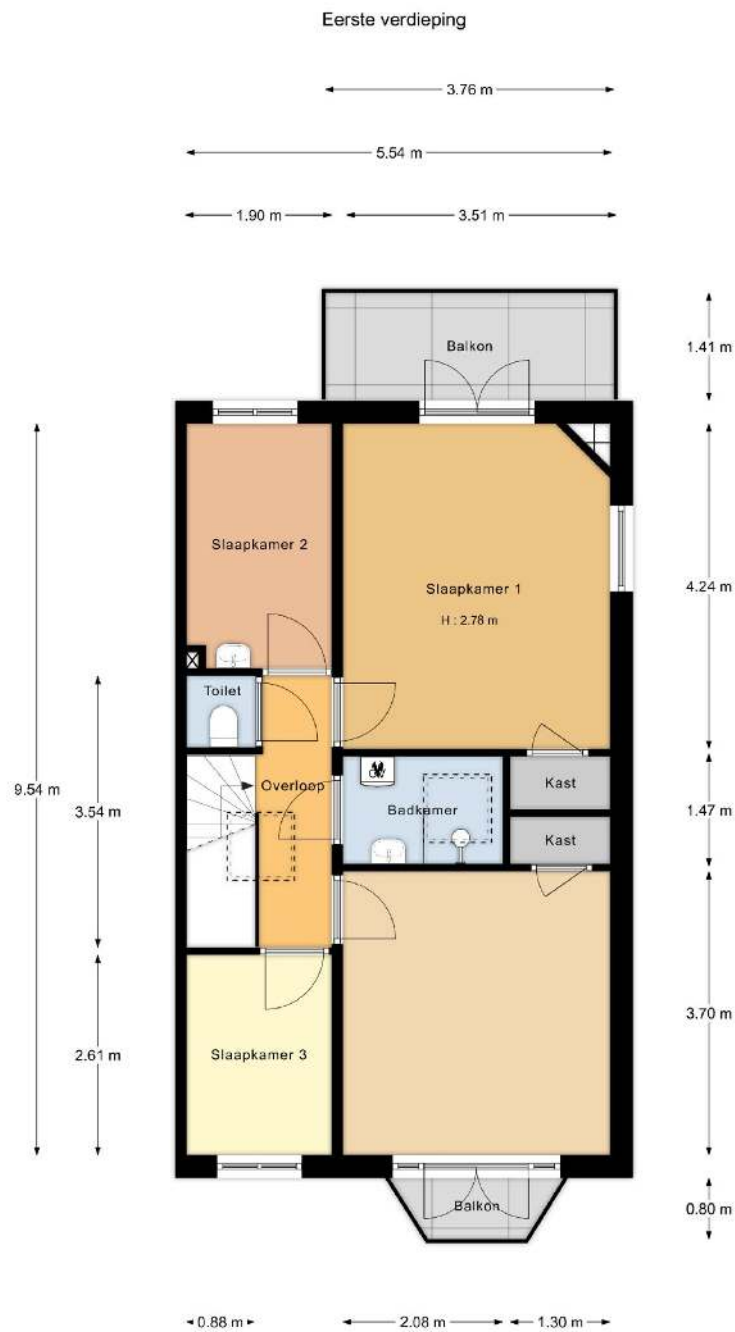 Eerste verdieping
3.76 m
5.54 m
1.90 m
3.51 m
Balkon
1.41 m
Slaapkamer 2
Slaapkamer 1
H : 2.78 m
4.24 m
Toilet
9.54 m
3.54 m
Overloop
Badkamer
Kast
Kast
1.47 m
Slaapkamer 3
2.61 m
3.70 m
Balkon
0.80 m
0.88 m
2.08 m
1.30 m